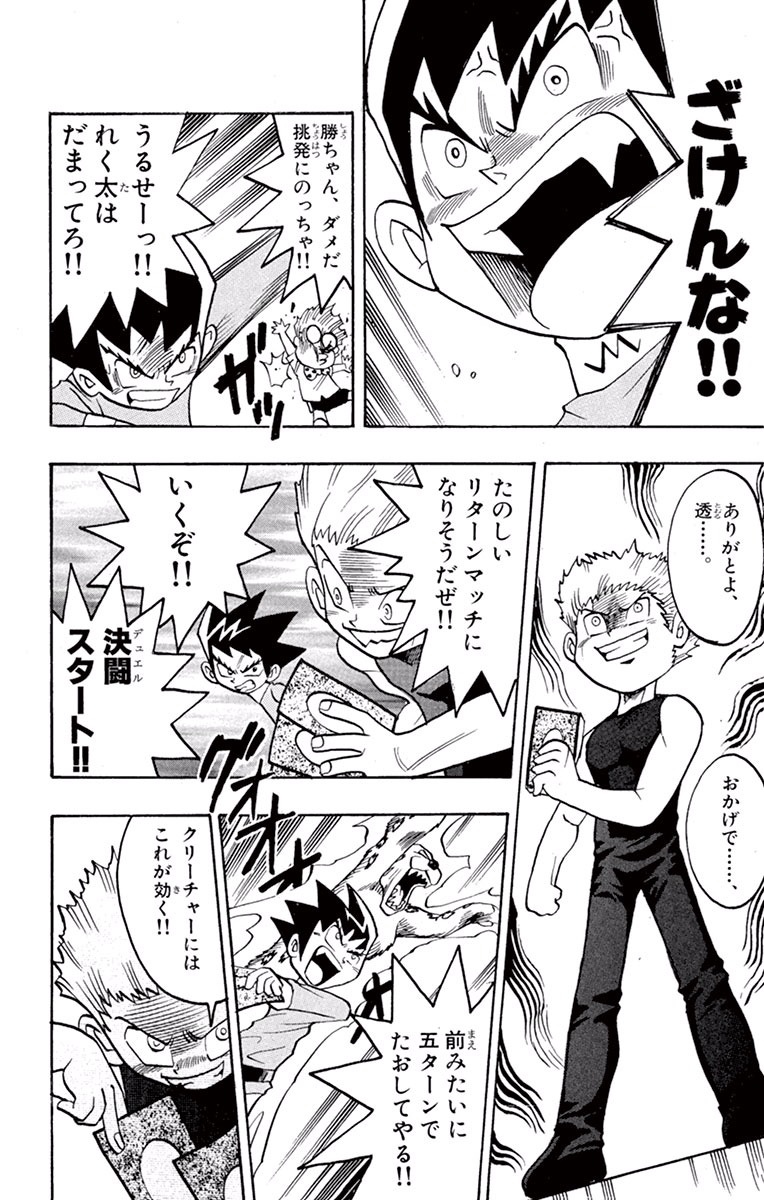 ざけんな!!
勝ちゃん、ダメだ
挑発にのっちゃ!!
うるせーっ!!
れく太は
だまってろ!!
ガッ
ありがとよ、
透……。
おかげで……、
たのしい
リターンマッチに
なりそうだぜ!!
いくぞ!!
決闘
スタート!!
グオオオ
前みたいに
五ターンで
たおしてやる!!
クリーチャーには
これが効く!!